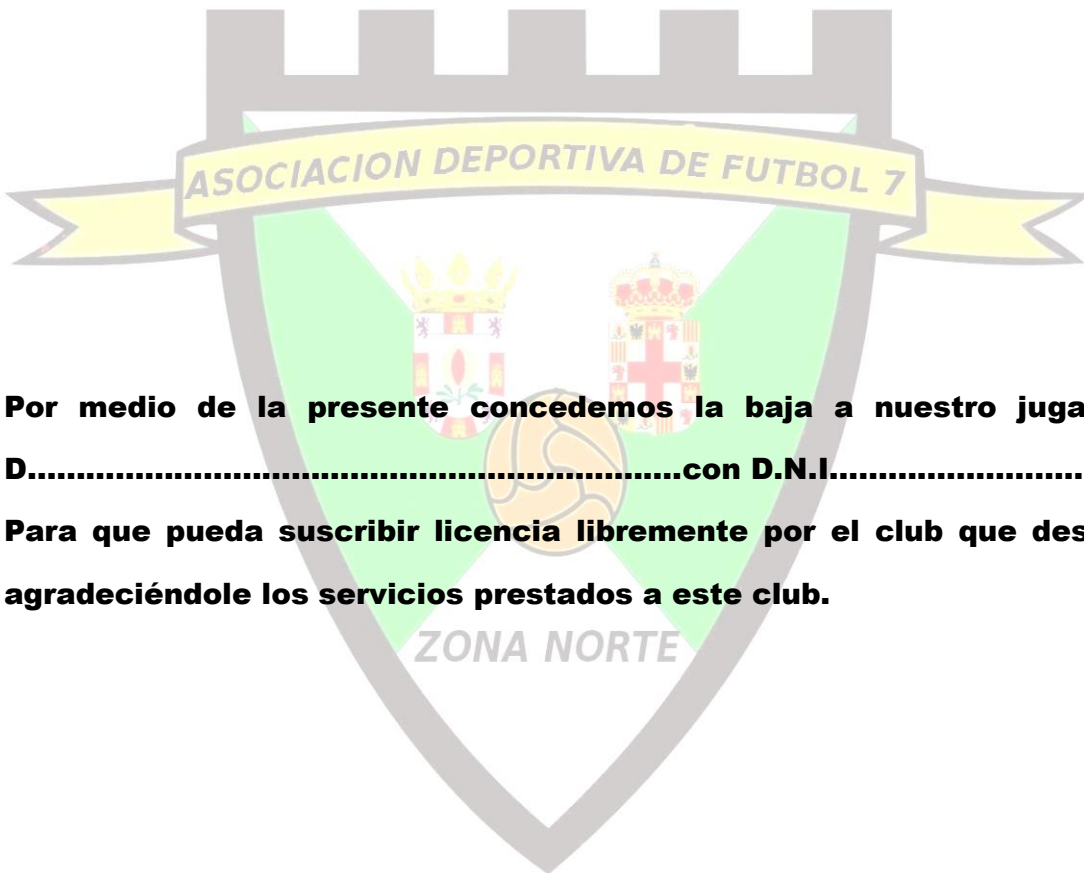 ASOCIACION DEPORTIVA DE FUTBOL 7
Por medio de la presente concedemos la baja a nuestro juga
D...................................................................con D.N.I..........................
Para que pueda suscribir licencia libremente por el club que des
agradeciéndole los servicios prestados a este club.
ZONA NORTE